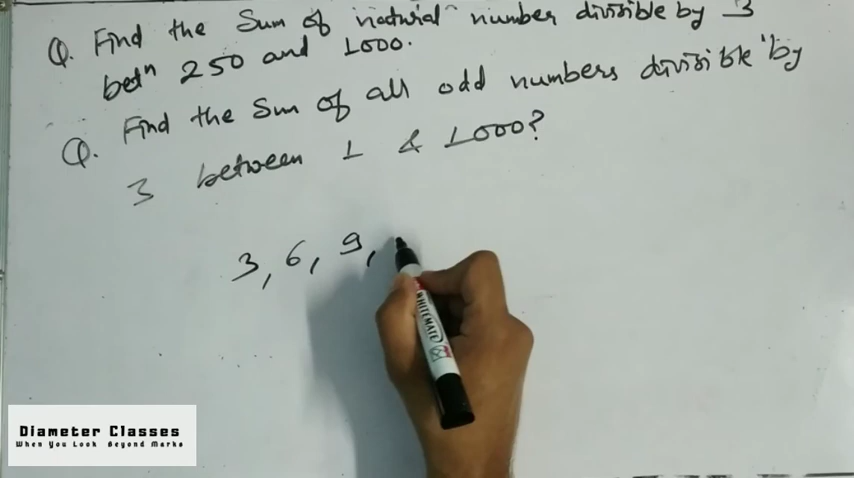 Q. Find the Sum of natural number divisible by 3
betn 250 and 1000.
Q. Find the Sum of all odd numbers divisible by
3 between 1 & 1000?
3, 6, 9,
WHITEMATE
Diameter Classes
When You Look Beyond Marks